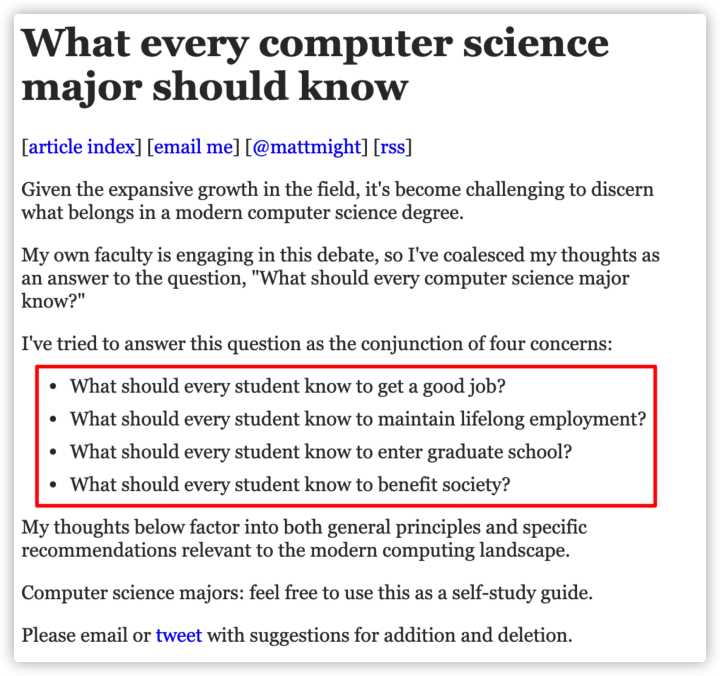 What every computer science
major should know
[article index] [email me] [@mattmight] [rss]
Given the expansive growth in the field, it's become challenging to discern
what belongs in a modern computer science degree.
My own faculty is engaging in this debate, so I've coalesced my thoughts as
an answer to the question, "What should every computer science major
know?"
I've tried to answer this question as the conjunction of four concerns:
• What should every student know to get a good job?
• What should every student know to maintain lifelong employment?
• What should every student know to enter graduate school?
• What should every student know to benefit society?
My thoughts below factor into both general principles and specific
recommendations relevant to the modern computing landscape.
Computer science majors: feel free to use this as a self-study guide.
Please email or tweet with suggestions for addition and deletion.